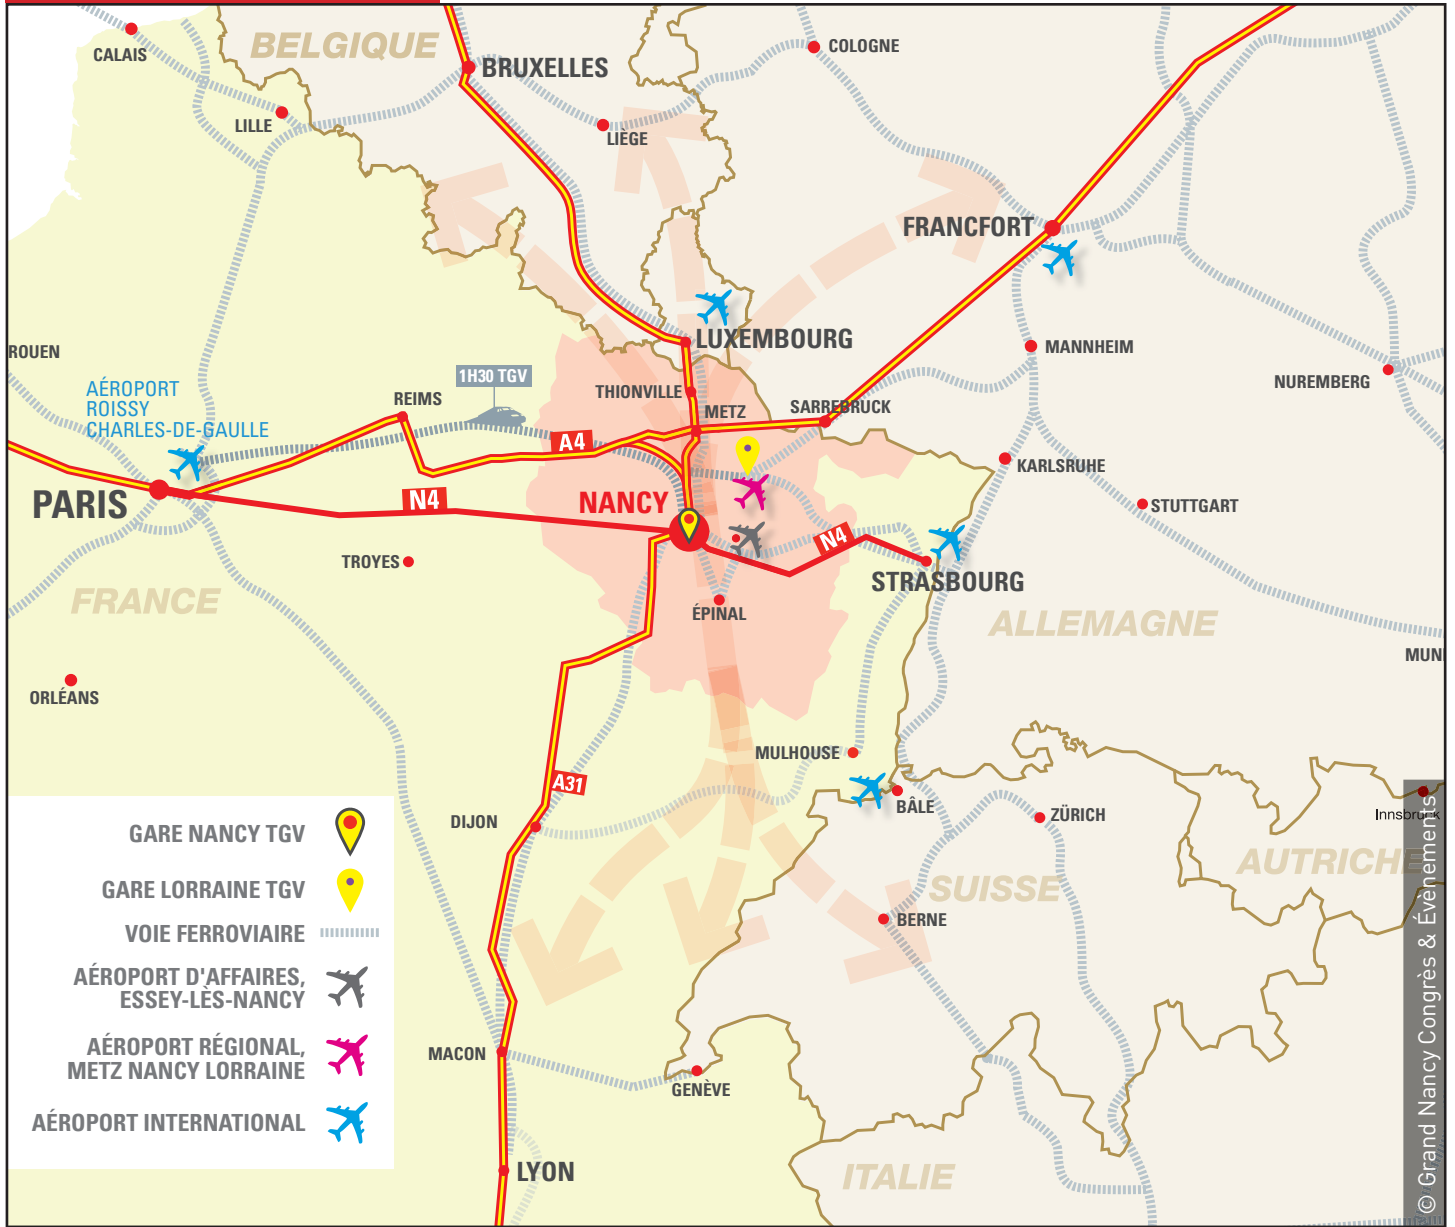 BELGIQUE
COLOGNE
CALAIS
BRUXELLES
LILLE
LIÈGE
FRANCFORT
LUXEMBOURG
ROUEN
MANNHEIM
1H30 TGV
NUREMBERG
AÉROPORT
ROISSY
CHARLES-DE-GAULLE
REIMS
THIONVILLE
METZ
SARREBRUCK
A4
KARLSRUHE
PARIS
N4
NANCY
STUTTGART
N4
TROYES
STRASBOURG
FRANCE
ÉPINAL
ALLEMAGNE
MUNI
ORLÉANS
MULHOUSE
A31
BÂLE
ZÜRICH
Innsbruck
DIJON
AUTRICHE
SUISSE
BERNE
MACON
GENÈVE
LYON
ITALIE
GARE NANCY TGV
GARE LORRAINE TGV
VOIE FERROVIAIRE
AÉROPORT D'AFFAIRES,
ESSEY-LÈS-NANCY
AÉROPORT RÉGIONAL,
METZ NANCY LORRAINE
AÉROPORT INTERNATIONAL
© Grand Nancy Congrès & Évènements